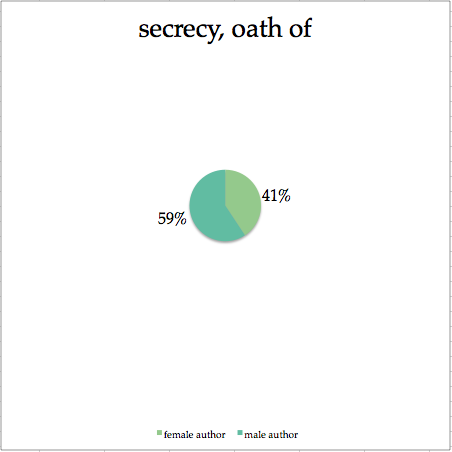 secrecy, oath of
41%
59%
female author male author